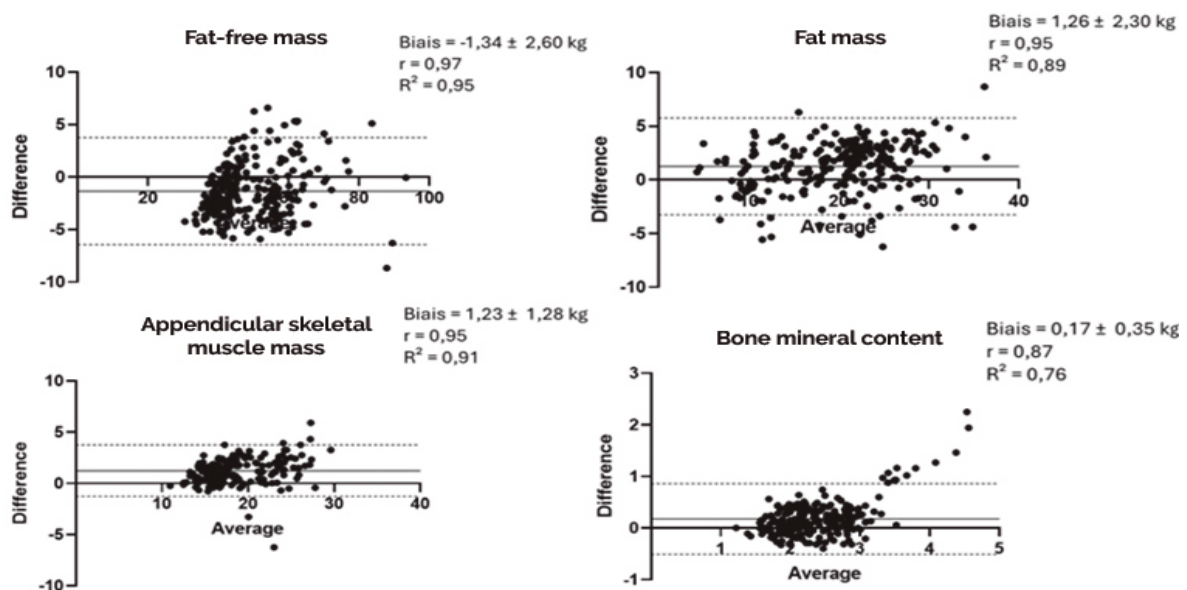 Fat-free mass
Biais = -1,34 ± 2,60 kg
r = 0,97
R² = 0,95
Difference
10
5
0
-5
-10
20
80
100
Average
Fat mass
Biais = 1,26 ± 2,30 kg
r = 0,95
R² = 0,89
Difference
10
5
0
-5
-10
10
20
30
40
Average
Appendicular skeletal
muscle mass
Biais = 1,23 ± 1,28 kg
r = 0,95
R² = 0,91
Difference
10
5
0
-5
-10
10
20
30
40
Average
Bone mineral content
Biais = 0,17 ± 0,35 kg
r = 0,87
R² = 0,76
Difference
3
2
1
0
-1
1
2
3
4
5
Average